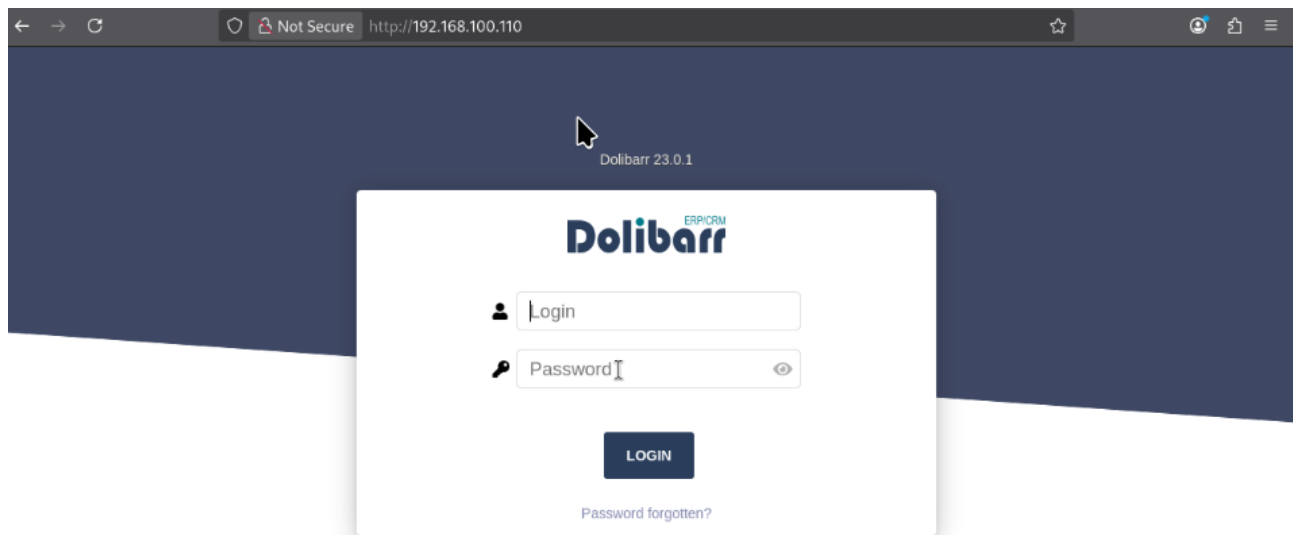 Not Secure http://192.168.100.110
Dolibarr 23.0.1
Dolibarr ERP/CRM
Login
Password
LOGIN
Password forgotten?